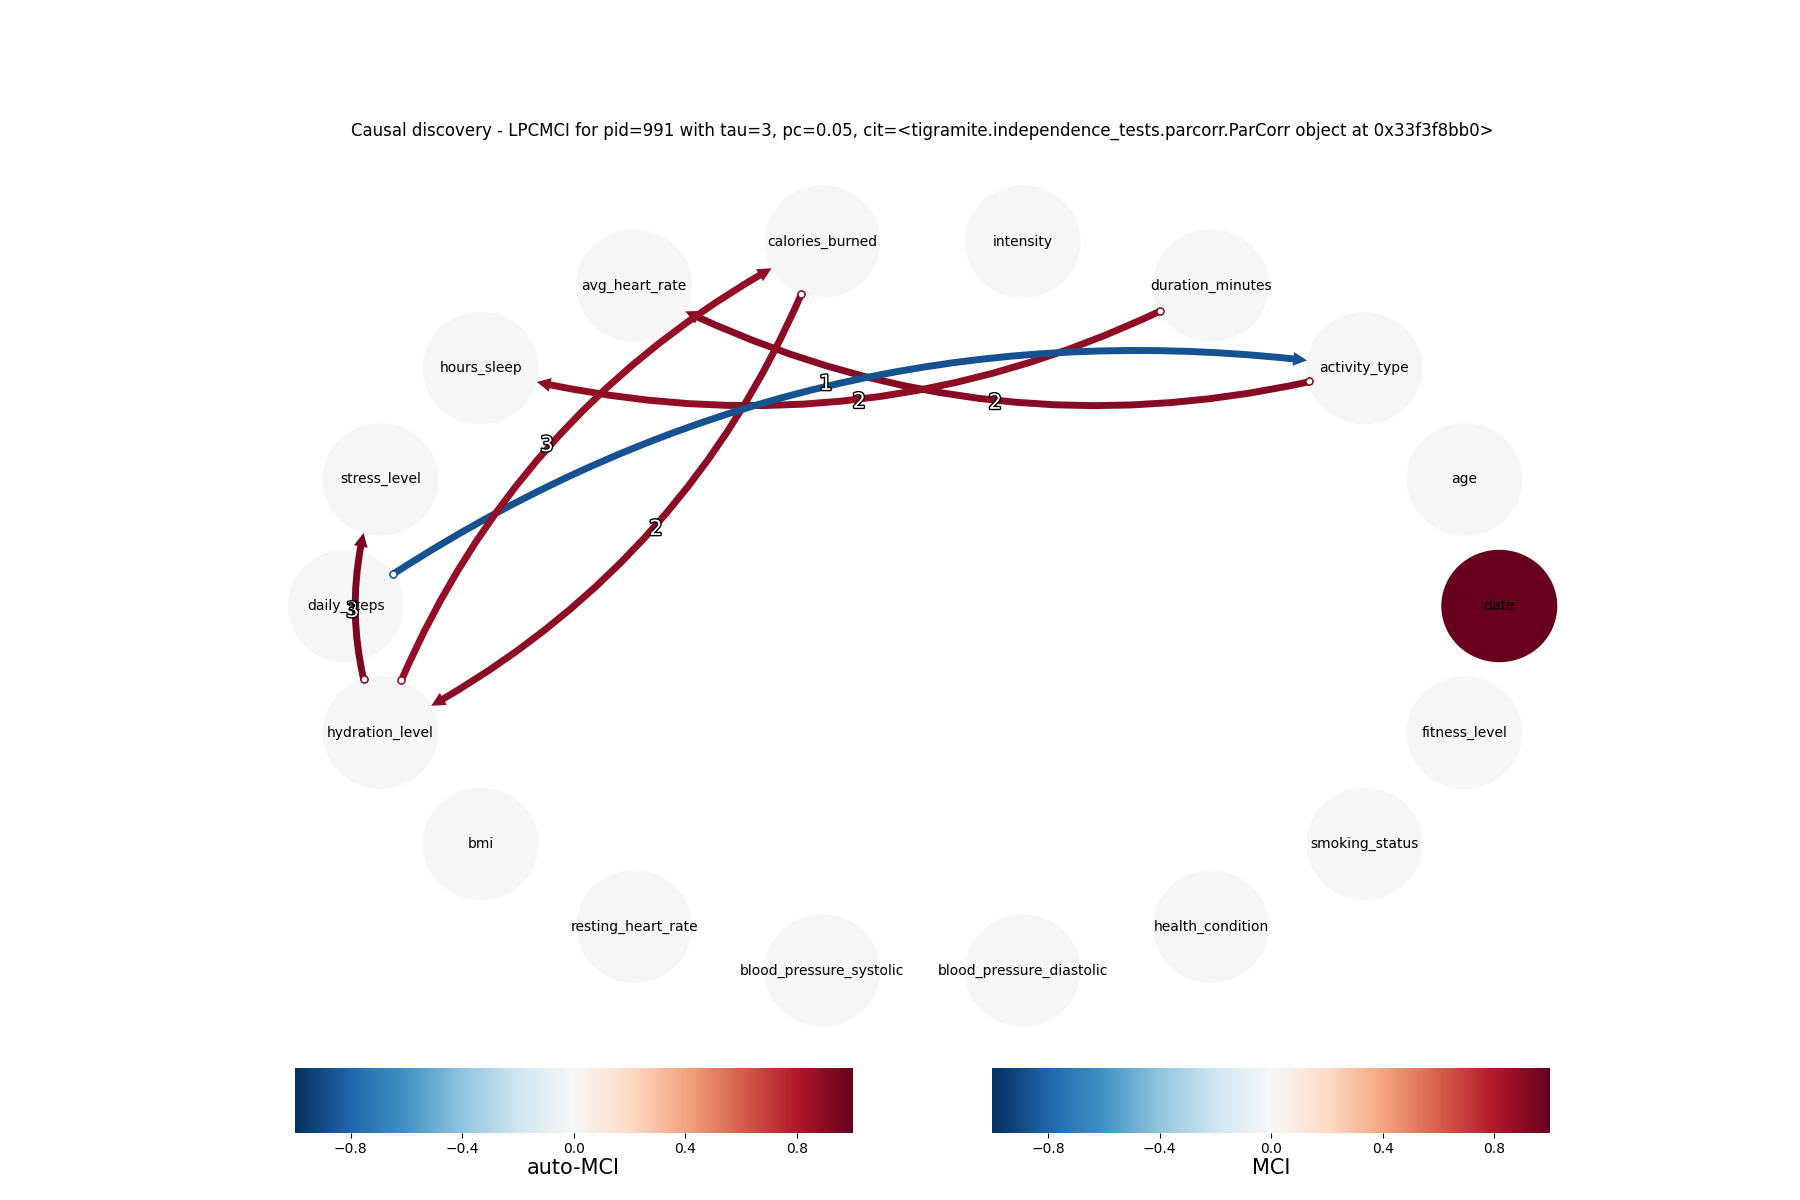 Causal discovery - LPCMCI for pid=991 with tau=3, pc=0.05, cit=<tigramite.independence_tests.parcorr.ParCorr object at 0x33f3f8bb0>
calories_burned
intensity
avg_heart_rate
duration_minutes
hours_sleep
activity_type
1
2
2
3
stress_level
age
2
daily_steps
3
date
hydration_level
fitness_level
bmi
smoking_status
resting_heart_rate
health_condition
blood_pressure_systolic
blood_pressure_diastolic
−0.8 −0.4 0.0 0.4 0.8
auto-MCI
−0.8 −0.4 0.0 0.4 0.8
MCI